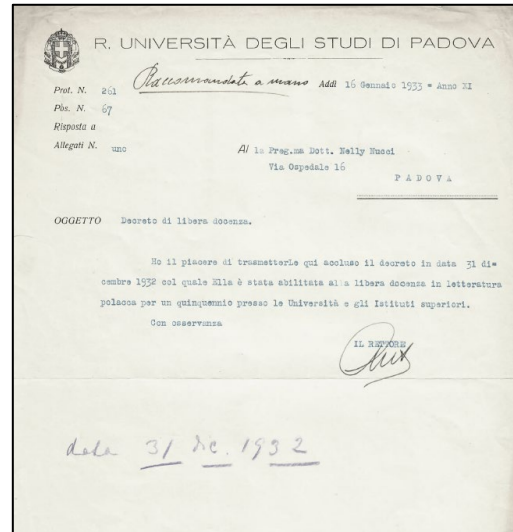 R. UNIVERSITÀ DEGLI STUDI DI PADOVA
Raccomandata a mano
Addì 16 Gennaio 1933 = Anno XI
Prot. N. 261
Pos. N. 67
Risposta a
Allegati N. uno
Al la Preg.ma Dott. Nelly Nucci
Via Ospedale 16
PADOVA
OGGETTO Decreto di libera docenza.
Ho il piacere di trasmetterLe qui accluso il decreto in data 31 di=
cembre 1932 col quale Ella è stata abilitata alla libera docenza in letteratura
polacca per un quinquennio presso le Università e gli Istituti superiori.
Con osservanza
IL RETTORE
data 31 dic. 1932